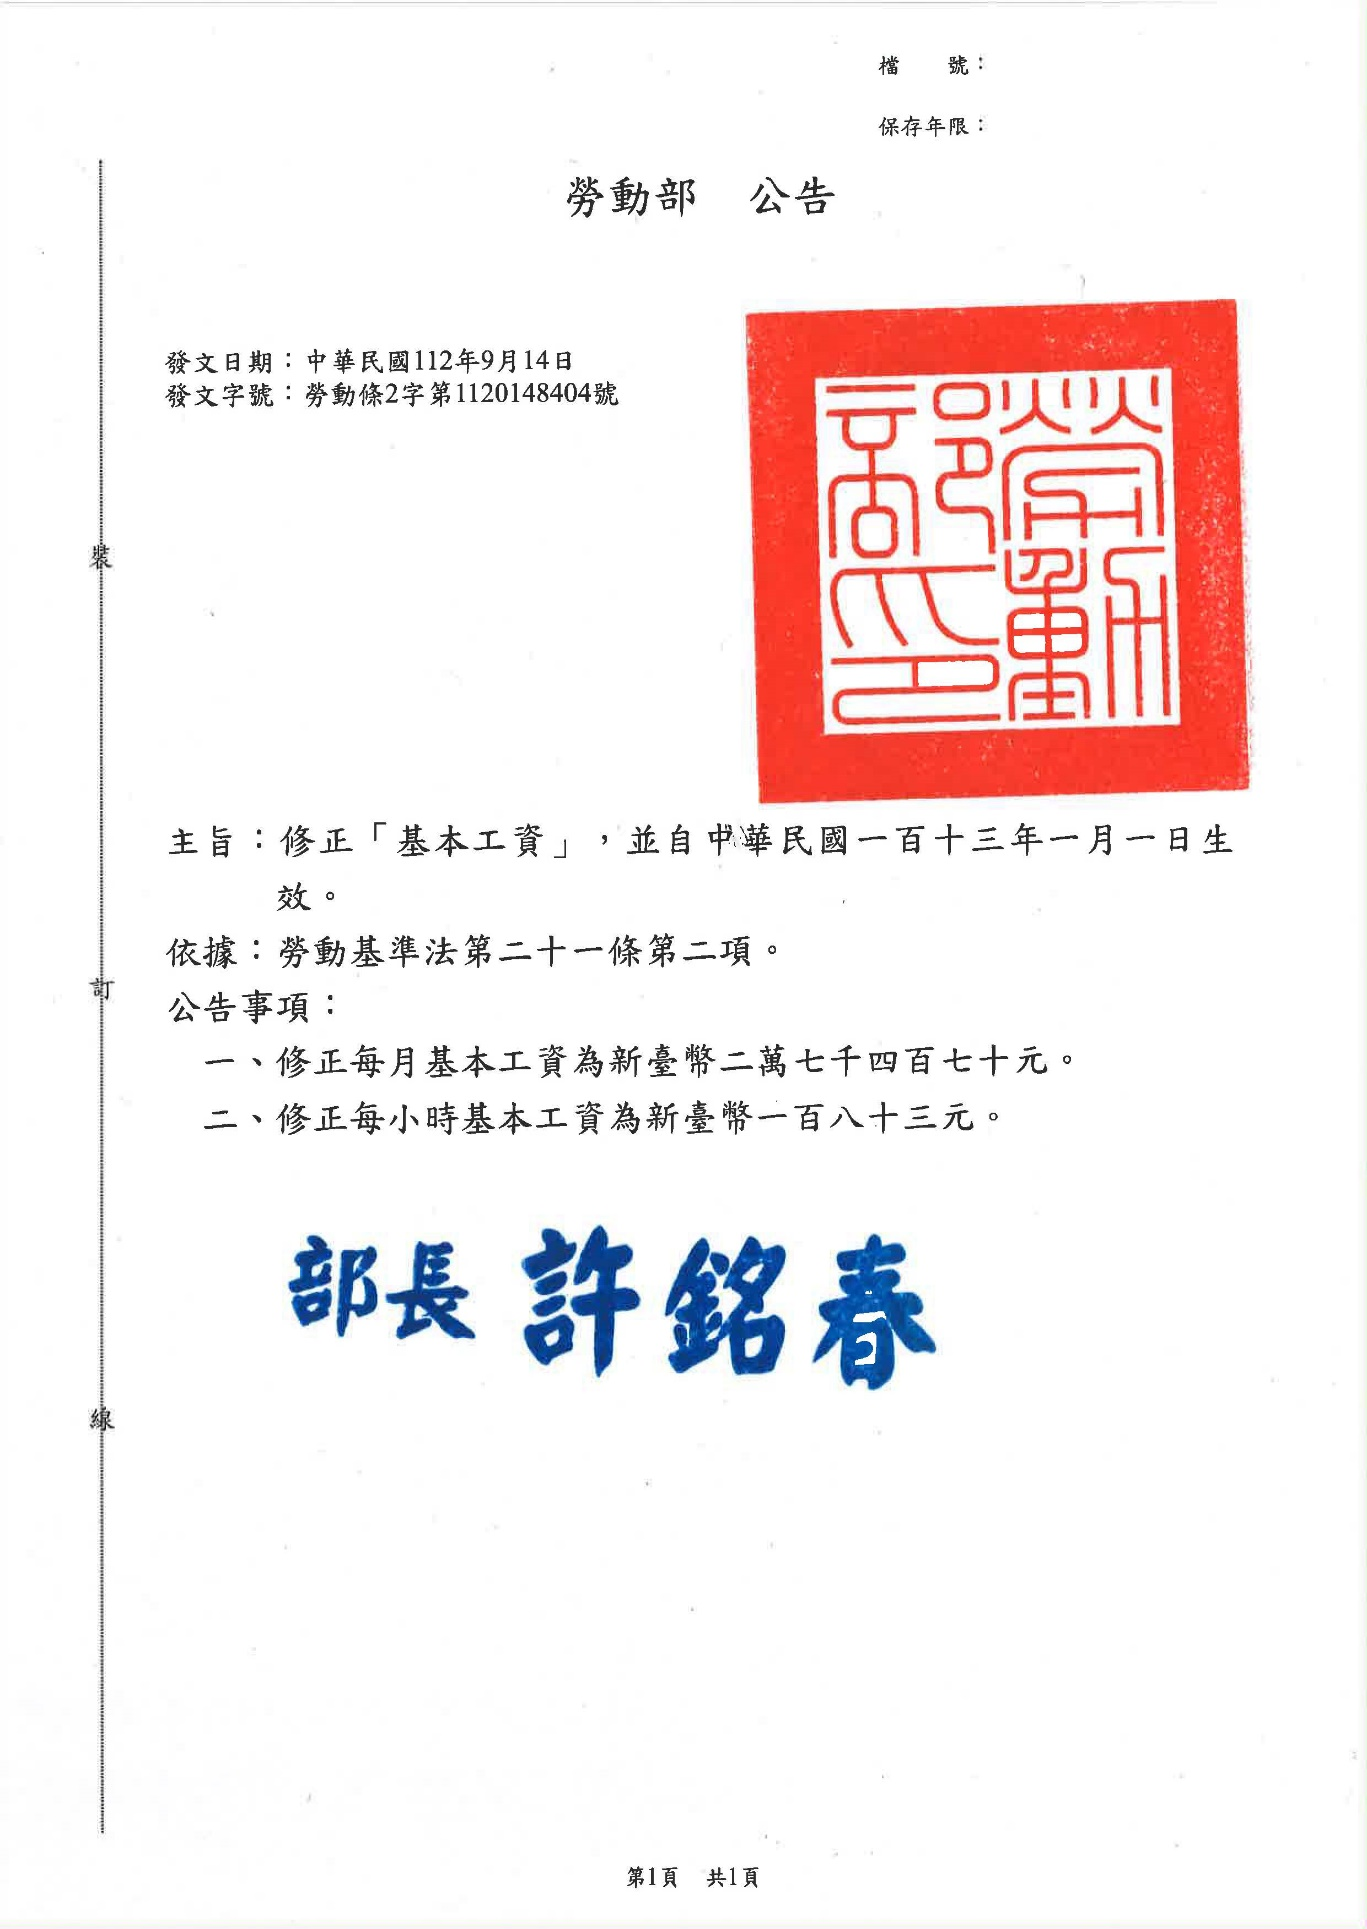 檔　　號：
保存年限：
勞動部　公告
發文日期：中華民國112年9月14日
發文字號：勞動條2字第1120148404號
勞動部印
主旨：修正「基本工資」，並自中華民國一百十三年一月一日生
效。
依據：勞動基準法第二十一條第二項。
公告事項：
一、修正每月基本工資為新臺幣二萬七千四百七十元。
二、修正每小時基本工資為新臺幣一百八十三元。
部長 許銘春
裝
訂
線
第1頁　共1頁